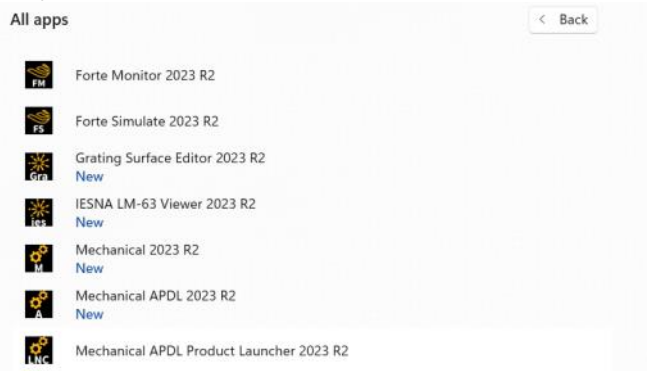 All apps
< Back
FM
Forte Monitor 2023 R2
FS
Forte Simulate 2023 R2
Gra
Grating Surface Editor 2023 R2
New
ies
IESNA LM-63 Viewer 2023 R2
New
M
Mechanical 2023 R2
New
A
Mechanical APDL 2023 R2
New
LNC
Mechanical APDL Product Launcher 2023 R2